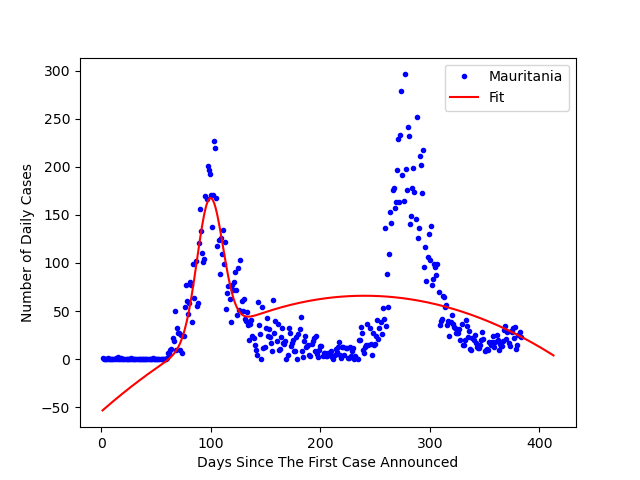 300
250
200
150
100
50
0
−50
Number of Daily Cases
Mauritania
Fit
0 100 200 300 400
Days Since The First Case Announced